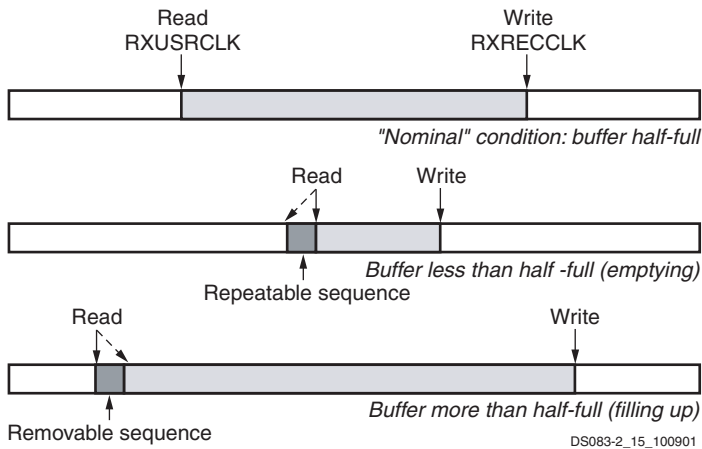 Read Write
RXUSRCLK RXRECCLK
"Nominal" condition: buffer half-full
Read Write
Buffer less than half -full (emptying)
Repeatable sequence
Read Write
Buffer more than half-full (filling up)
Removable sequence
DS083-2_15_100901